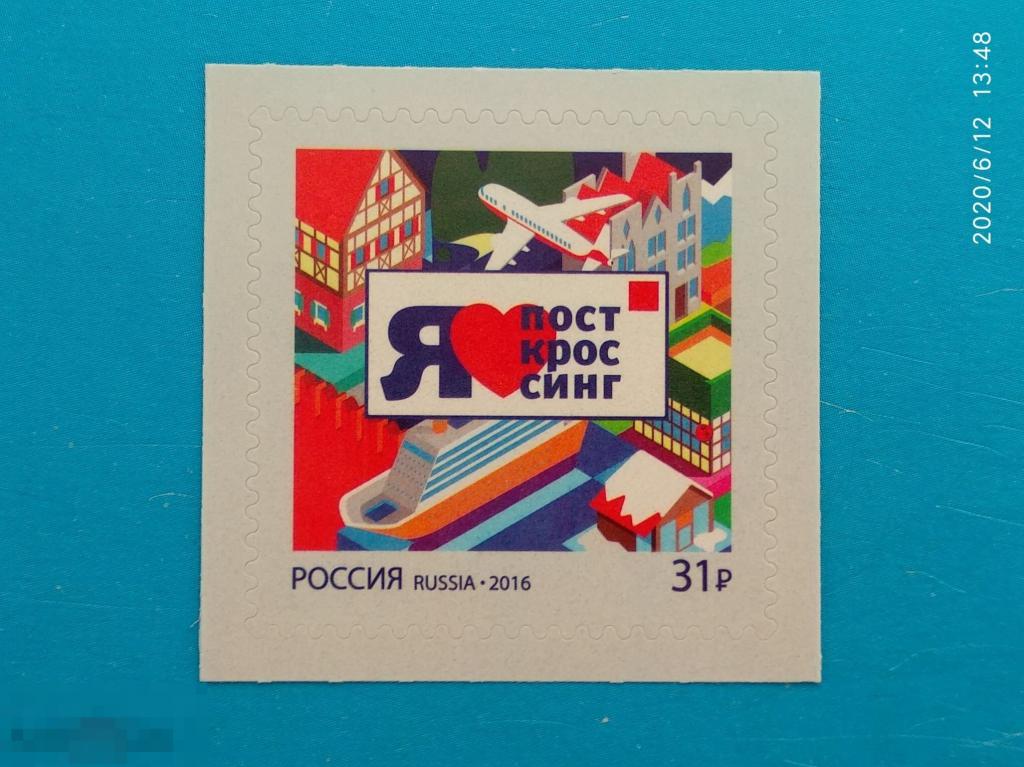 Я
пост
крос
синг
РОССИЯ RUSSIA • 2016
31₽
2020/6/12 13:48